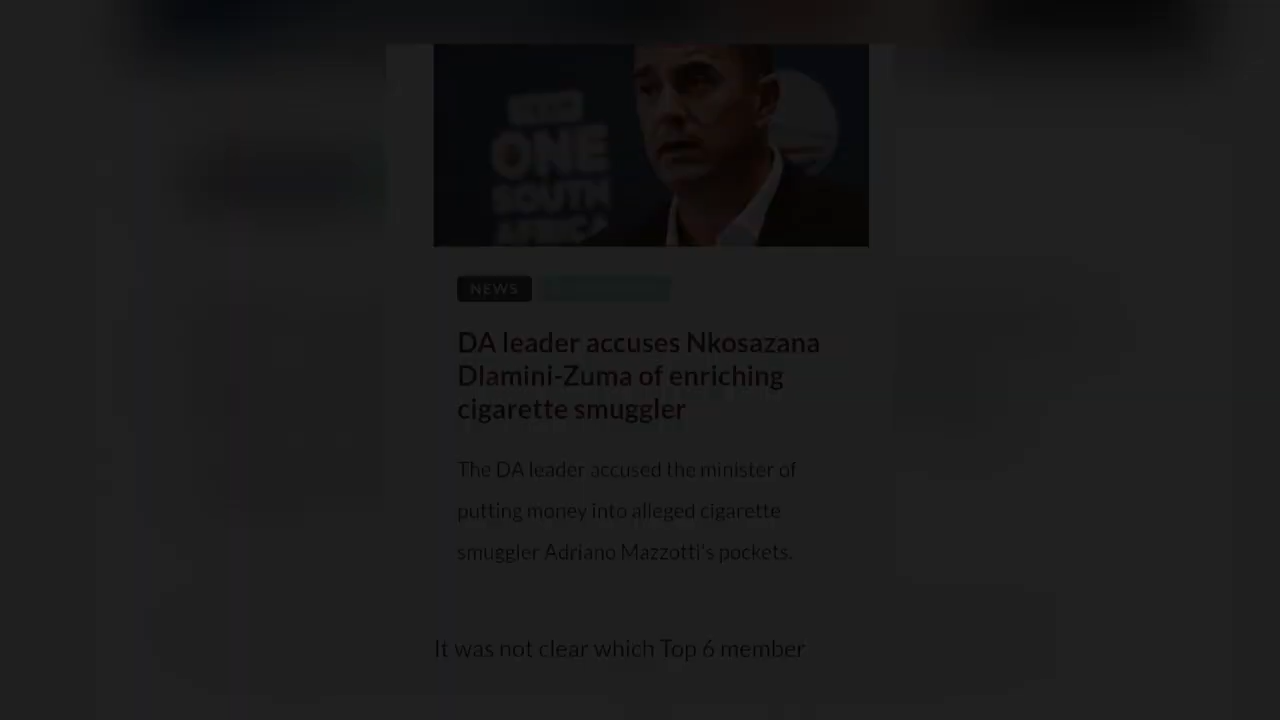 ONE
SOUTH
AFRICA
NEWS
DA leader accuses Nkosazana
Dlamini-Zuma of enriching
cigarette smuggler
The DA leader accused the minister of
putting money into alleged cigarette
smuggler Adriano Mazzotti's pockets.
It was not clear which Top 6 member